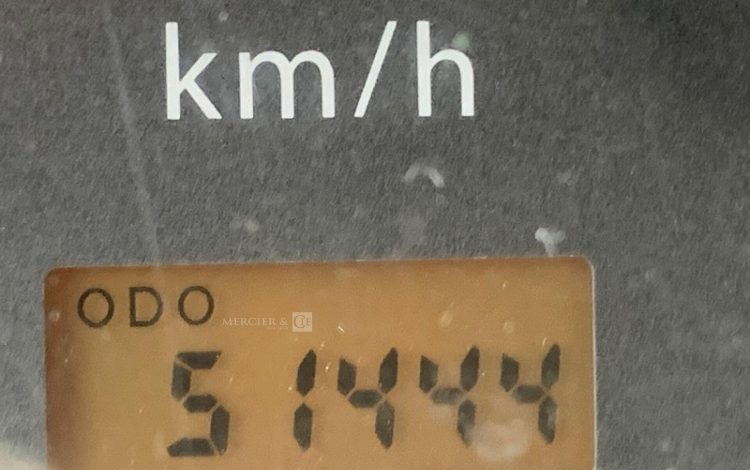 km/h
ODO
MERCIER & CIE
51444